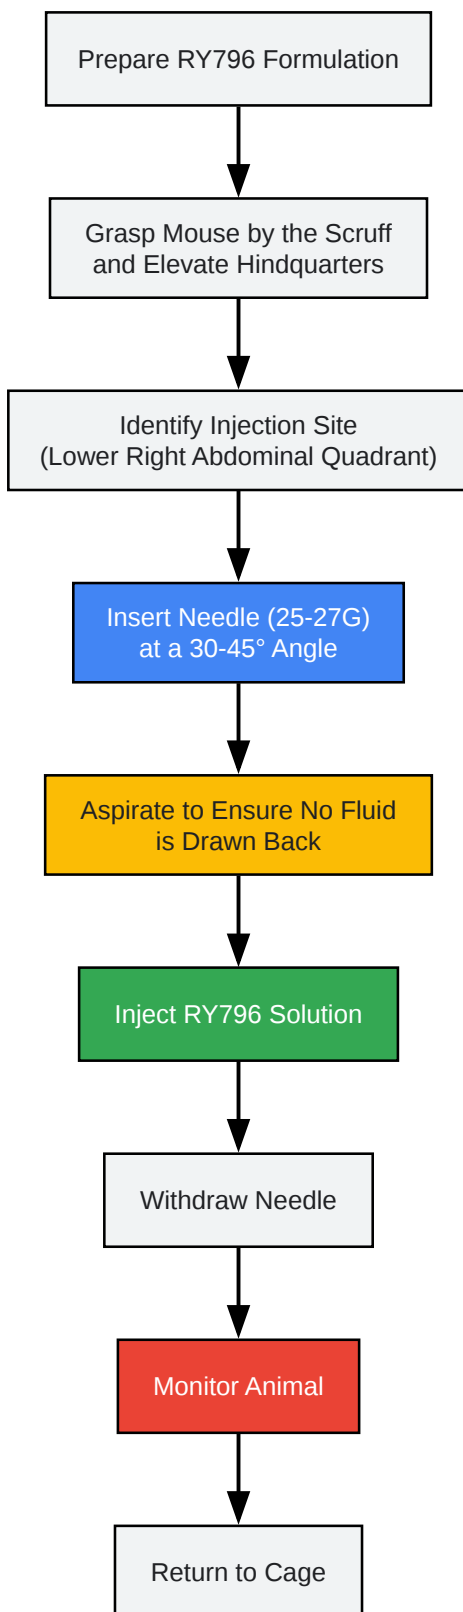 Prepare RY796 Formulation
Grasp Mouse by the Scruff
and Elevate Hindquarters
Identify Injection Site
(Lower Right Abdominal Quadrant)
Insert Needle (25-27G)
at a 30-45° Angle
Aspirate to Ensure No Fluid
is Drawn Back
Inject RY796 Solution
Withdraw Needle
Monitor Animal
Return to Cage